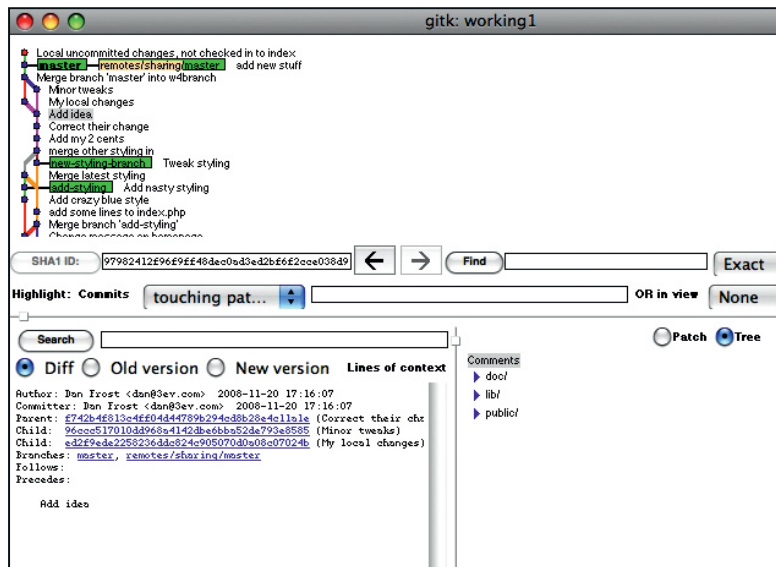 gitk: working1
Local uncommitted changes, not checked in to index
master remotes/sharing/master add new stuff
Merge branch 'master' into w4branch
Minor tweaks
My local changes
Add idea
Correct their change
Add my 2 cents
merge other styling in
new-styling-branch Tweak styling
Merge latest styling
add-styling Add nasty styling
Add crazy blue style
add some lines to index.php
Merge branch 'add-styling'
Change message on homepage
SHA1 ID: 97982412f96f9ff48dec0ad3ed2bf6f2cce038d9 Find Exact
Highlight: Commits touching pat... OR in view None
Search
Patch Tree
Diff Old version New version Lines of context
Comments
doc/
lib/
public/
Author: Dan Frost <dan@3ev.com> 2008-11-20 17:16:07
Committer: Dan Frost <dan@3ev.com> 2008-11-20 17:16:07
Parent: f742b4f813c4ff04d44789b294cd8b28e4c11a1e (Correct their cha
Child: 96ccc517010dd968a4142dbe6bba52de793e8585 (Minor tweaks)
Child: ed2f9ede2258236ddc824c905070d0a08c07024b (My local changes)
Branches: master, remotes/sharing/master
Follows:
Precedes:
Add idea